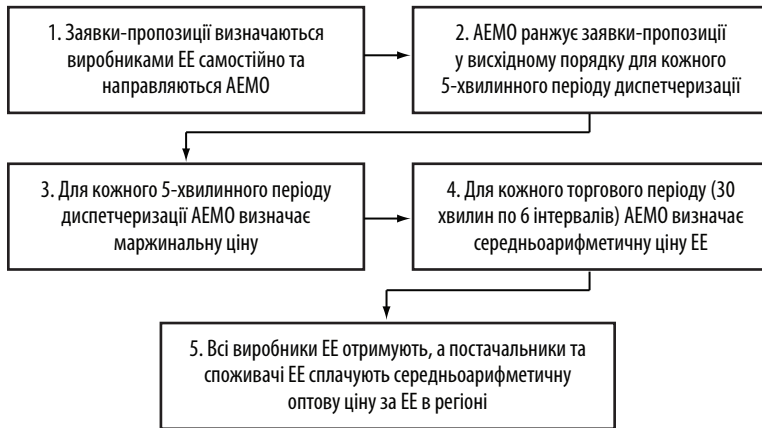 1. Заявки-пропозиції визначаються
виробниками ЕЕ самостійно та
направляються АЕМО
2. АЕМО ранжує заявки-пропозиції
у висхідному порядку для кожного
5-хвилинного періоду диспетчеризації
3. Для кожного 5-хвилинного періоду
диспетчеризації АЕМО визначає
маржинальну ціну
4. Для кожного торгового періоду (30
хвилин по 6 інтервалів) АЕМО визначає
середньоарифметичну ціну ЕЕ
5. Всі виробники ЕЕ отримують, а постачальники та
споживачі ЕЕ сплачують середньоарифметичну
оптову ціну за ЕЕ в регіоні